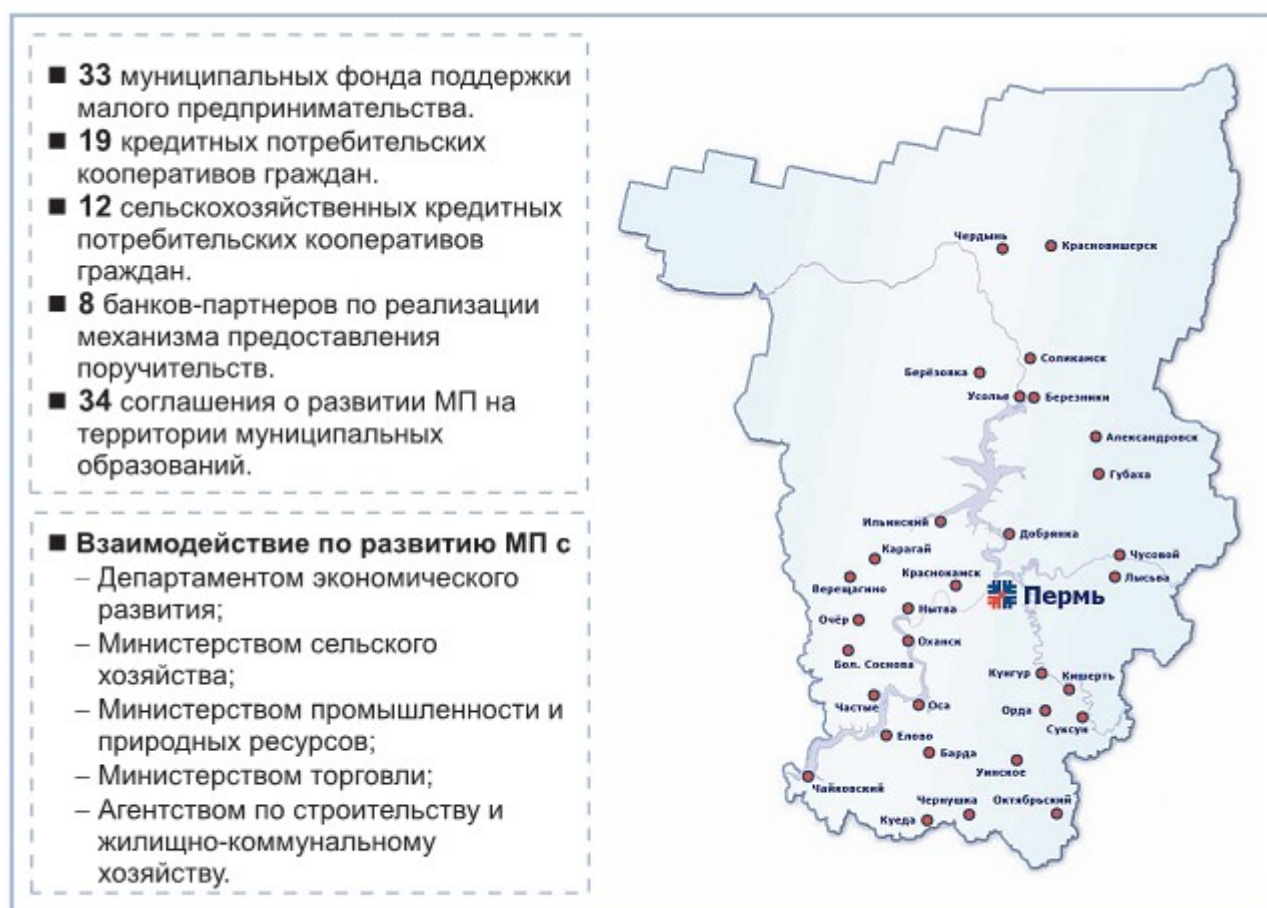 ■ 33 муниципальных фонда поддержки
малого предпринимательства.
■ 19 кредитных потребительских
кооперативов граждан.
■ 12 сельскохозяйственных кредитных
потребительских кооперативов
граждан.
■ 8 банков-партнеров по реализации
механизма предоставления
поручительств.
■ 34 соглашения о развитии МП на
территории муниципальных
образований.
■ Взаимодействие по развитию МП с
– Департаментом экономического
развития;
– Министерством сельского
хозяйства;
– Министерством промышленности и
природных ресурсов;
– Министерством торговли;
– Агентством по строительству и
жилищно-коммунальному
хозяйству.
Чердынь
Красновишерск
Соликамск
Берёзовка
Усолье
Березники
Александровск
Губаха
Ильинский
Добрянка
Карагай
Чусовой
Краснокамск
Лысьва
Верещагино
Пермь
Нытва
Очёр
Оханск
Бол. Соснова
Кунгур
Кишерть
Частые
Оса
Орда
Суксун
Елово
Барда
Уинское
Чайковский
Чернушка
Октябрьский
Куеда